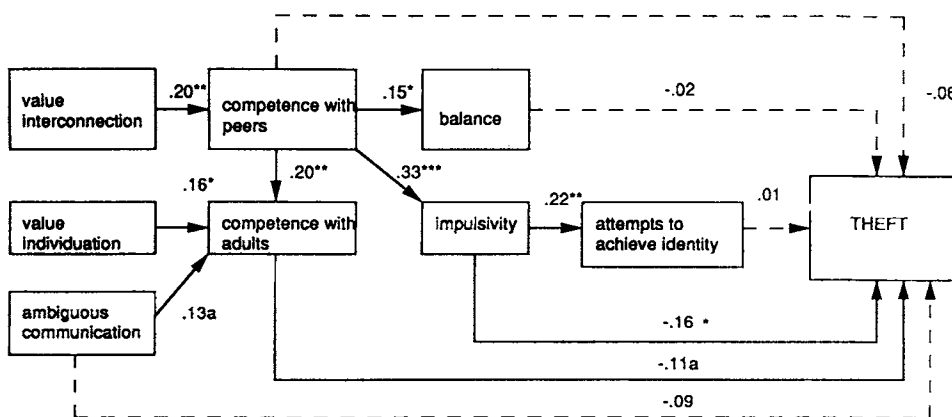 .20**
.15*
-.02
-.08
value
interconnection
competence with
peers
balance
.16*
.20**
.33***
.22**
.01
value
individuation
competence with
adults
impulsivity
attempts to
achieve identity
THEFT
ambiguous
communication
.13a
-.16 *
-.11a
-.09